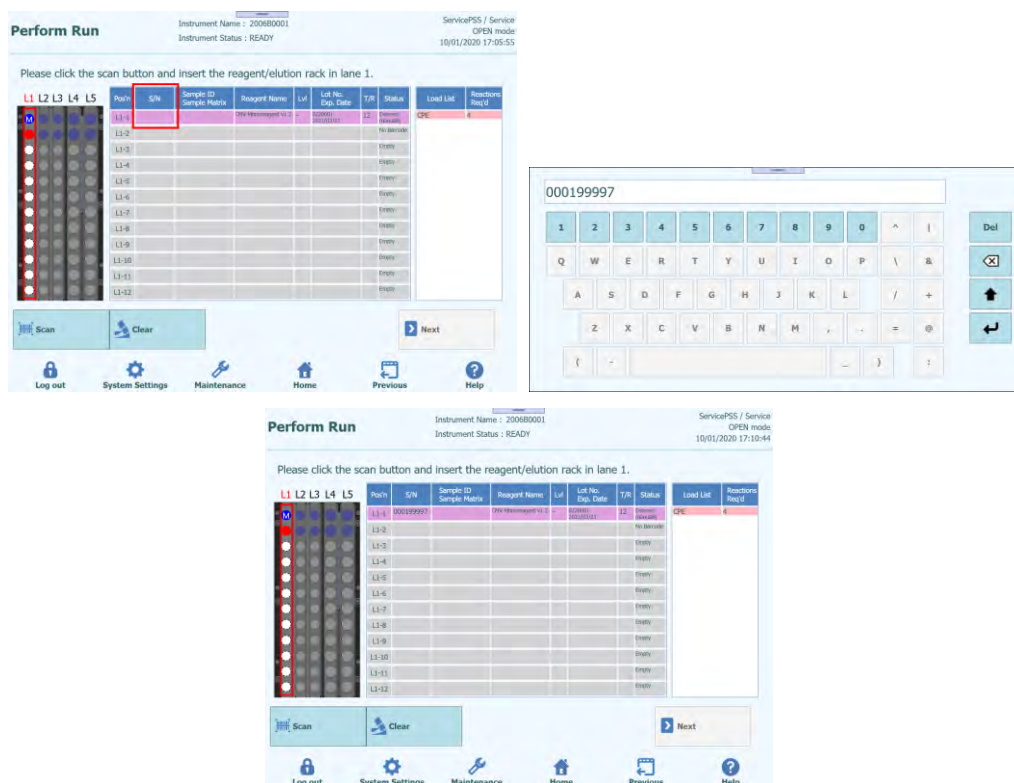 Perform Run
Instrument Name : 200680001
Instrument Status : READY
ServicePSS / Service
OPEN mode
10/01/2020 17:05:55
Please click the scan button and insert the reagent/elution rack in lane 1.
L1 L2 L3 L4 L5
Pos'n S/N Sample ID Sample Matrix Reagent Name Lvl Lot No. Exp. Date T/R Status Load List Reactions Req'd
M L1-1 - 12 Entered manually CPE 4
L1-2 No Barcode
L1-3 Empty
L1-4 Empty
L1-5 Empty
L1-6 Empty
L1-7 Empty
L1-8 Empty
L1-9 Empty
L1-10 Empty
L1-11 Empty
L1-12 Empty
Scan Clear Next
Log out System Settings Maintenance Home Previous Help
000199997
1 2 3 4 5 6 7 8 9 0 ^ | Del
Q W E R T Y U I O P \ &
A S D F G H J K L / +
Z X C V B N M , . = @
( - _ ) :
Perform Run
Instrument Name : 200680001
Instrument Status : READY
ServicePSS / Service
OPEN mode
10/01/2020 17:10:44
Please click the scan button and insert the reagent/elution rack in lane 1.
L1 L2 L3 L4 L5
Pos'n S/N Sample ID Sample Matrix Reagent Name Lvl Lot No. Exp. Date T/R Status Load List Reactions Req'd
M L1-1 000199997 - 12 Entered manually CPE 4
L1-2 No Barcode
L1-3 Empty
L1-4 Empty
L1-5 Empty
L1-6 Empty
L1-7 Empty
L1-8 Empty
L1-9 Empty
L1-10 Empty
L1-11 Empty
L1-12 Empty
Scan Clear Next
Log out System Settings Maintenance Home Previous Help